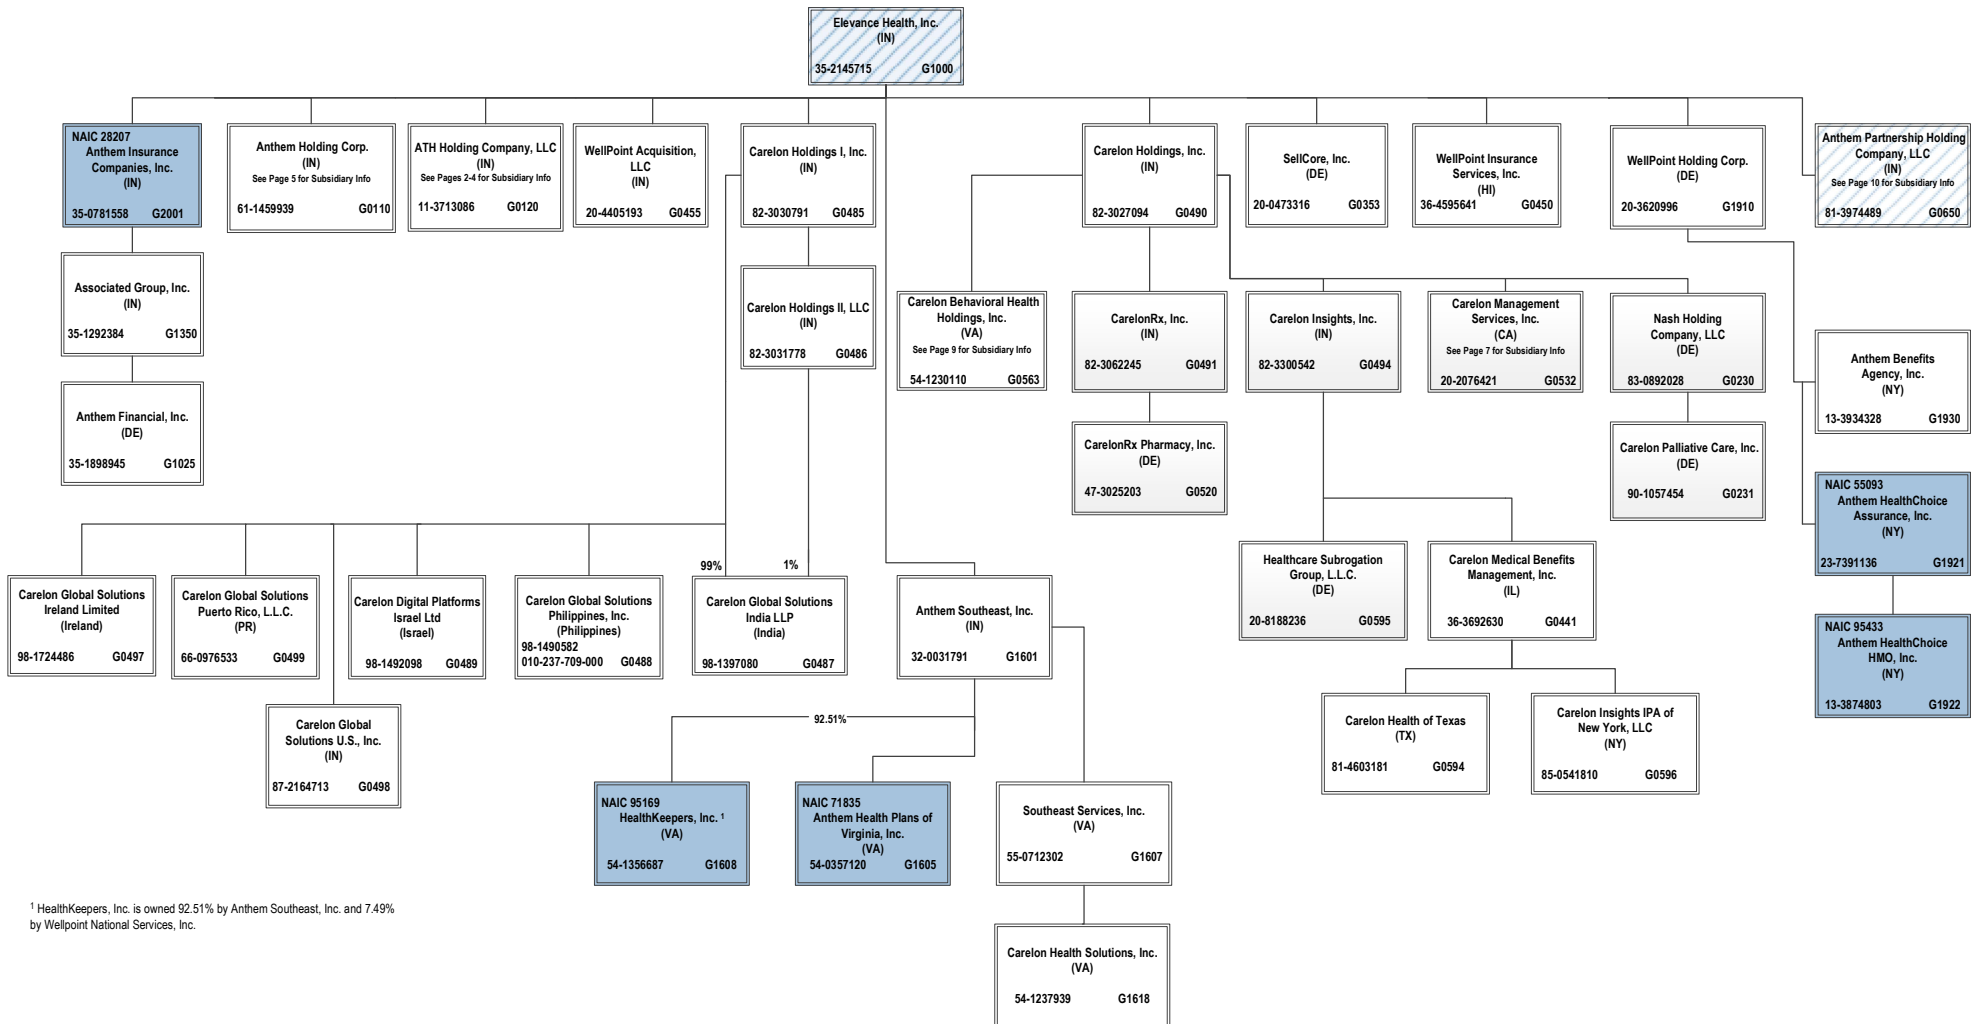 Elevance Health, Inc.
(IN)
35-2145715 G1000
NAIC 28207
Anthem Insurance
Companies, Inc.
(IN)
35-0781558 G2001
Anthem Holding Corp.
(IN)
See Page 5 for Subsidiary Info
61-1459939 G0110
ATH Holding Company, LLC
(IN)
See Pages 2-4 for Subsidiary Info
11-3713086 G0120
WellPoint Acquisition,
LLC
(IN)
20-4405193 G0455
Carelon Holdings I, Inc.
(IN)
82-3030791 G0485
Carelon Holdings, Inc.
(IN)
82-3027094 G0490
SellCore, Inc.
(DE)
20-0473316 G0353
WellPoint Insurance
Services, Inc.
(HI)
36-4595641 G0450
WellPoint Holding Corp.
(DE)
20-3620996 G1910
Anthem Partnership Holding
Company, LLC
(IN)
See Page 10 for Subsidiary Info
81-3974489 G0650
Associated Group, Inc.
(IN)
35-1292384 G1350
Carelon Holdings II, LLC
(IN)
82-3031778 G0486
Carelon Behavioral Health
Holdings, Inc.
(VA)
See Page 9 for Subsidiary Info
54-1230110 G0563
CarelonRx, Inc.
(IN)
82-3062245 G0491
Carelon Insights, Inc.
(IN)
82-3300542 G0494
Carelon Management
Services, Inc.
(CA)
See Page 7 for Subsidiary Info
20-2076421 G0532
Nash Holding
Company, LLC
(DE)
83-0892028 G0230
Anthem Benefits
Agency, Inc.
(NY)
13-3934328 G1930
Anthem Financial, Inc.
(DE)
35-1898945 G1025
CarelonRx Pharmacy, Inc.
(DE)
47-3025203 G0520
Carelon Palliative Care, Inc.
(DE)
90-1057454 G0231
NAIC 55093
Anthem HealthChoice
Assurance, Inc.
(NY)
23-7391136 G1921
99% 1%
Carelon Global Solutions
Ireland Limited
(Ireland)
98-1724486 G0497
Carelon Global Solutions
Puerto Rico, L.L.C.
(PR)
66-0976533 G0499
Carelon Digital Platforms
Israel Ltd
(Israel)
98-1492098 G0489
Carelon Global Solutions
Philippines, Inc.
(Philippines)
98-1490582
010-237-709-000 G0488
Carelon Global Solutions
India LLP
(India)
98-1397080 G0487
Anthem Southeast, Inc.
(IN)
32-0031791 G1601
Healthcare Subrogation
Group, L.L.C.
(DE)
20-8188236 G0595
Carelon Medical Benefits
Management, Inc.
(IL)
36-3692630 G0441
NAIC 95433
Anthem HealthChoice
HMO, Inc.
(NY)
13-3874803 G1922
Carelon Global
Solutions U.S., Inc.
(IN)
87-2164713 G0498
92.51%
Carelon Health of Texas
(TX)
81-4603181 G0594
Carelon Insights IPA of
New York, LLC
(NY)
85-0541810 G0596
NAIC 95169
HealthKeepers, Inc. 1
(VA)
54-1356687 G1608
NAIC 71835
Anthem Health Plans of
Virginia, Inc.
(VA)
54-0357120 G1605
Southeast Services, Inc.
(VA)
55-0712302 G1607
1 HealthKeepers, Inc. is owned 92.51% by Anthem Southeast, Inc. and 7.49%
by Wellpoint National Services, Inc.
Carelon Health Solutions, Inc.
(VA)
54-1237939 G1618